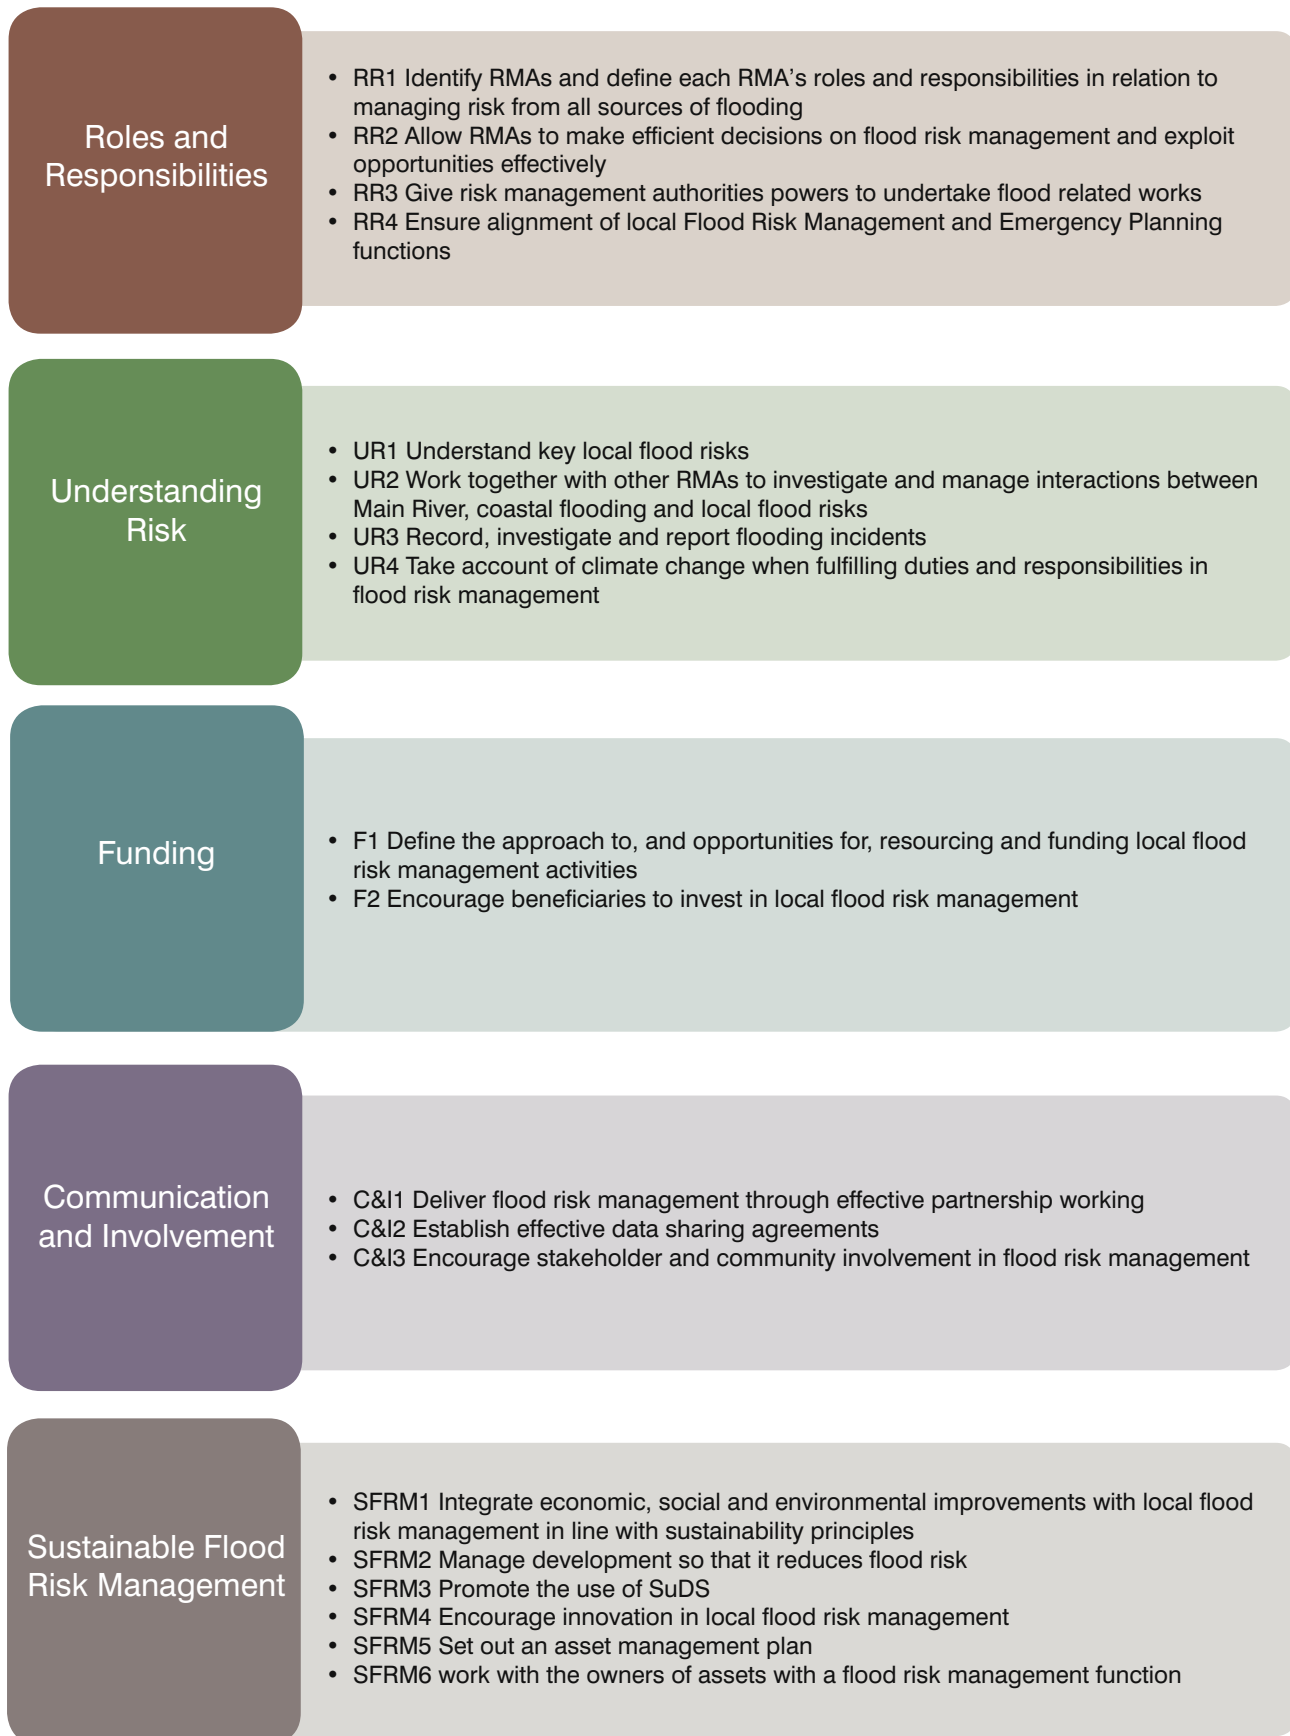 Roles and
Responsibilities
• RR1 Identify RMAs and define each RMA's roles and responsibilities in relation to
managing risk from all sources of flooding
• RR2 Allow RMAs to make efficient decisions on flood risk management and exploit
opportunities effectively
• RR3 Give risk management authorities powers to undertake flood related works
• RR4 Ensure alignment of local Flood Risk Management and Emergency Planning
functions
Understanding
Risk
• UR1 Understand key local flood risks
• UR2 Work together with other RMAs to investigate and manage interactions between
Main River, coastal flooding and local flood risks
• UR3 Record, investigate and report flooding incidents
• UR4 Take account of climate change when fulfilling duties and responsibilities in
flood risk management
Funding
• F1 Define the approach to, and opportunities for, resourcing and funding local flood
risk management activities
• F2 Encourage beneficiaries to invest in local flood risk management
Communication
and Involvement
• C&I1 Deliver flood risk management through effective partnership working
• C&I2 Establish effective data sharing agreements
• C&I3 Encourage stakeholder and community involvement in flood risk management
Sustainable Flood
Risk Management
• SFRM1 Integrate economic, social and environmental improvements with local flood
risk management in line with sustainability principles
• SFRM2 Manage development so that it reduces flood risk
• SFRM3 Promote the use of SuDS
• SFRM4 Encourage innovation in local flood risk management
• SFRM5 Set out an asset management plan
• SFRM6 work with the owners of assets with a flood risk management function